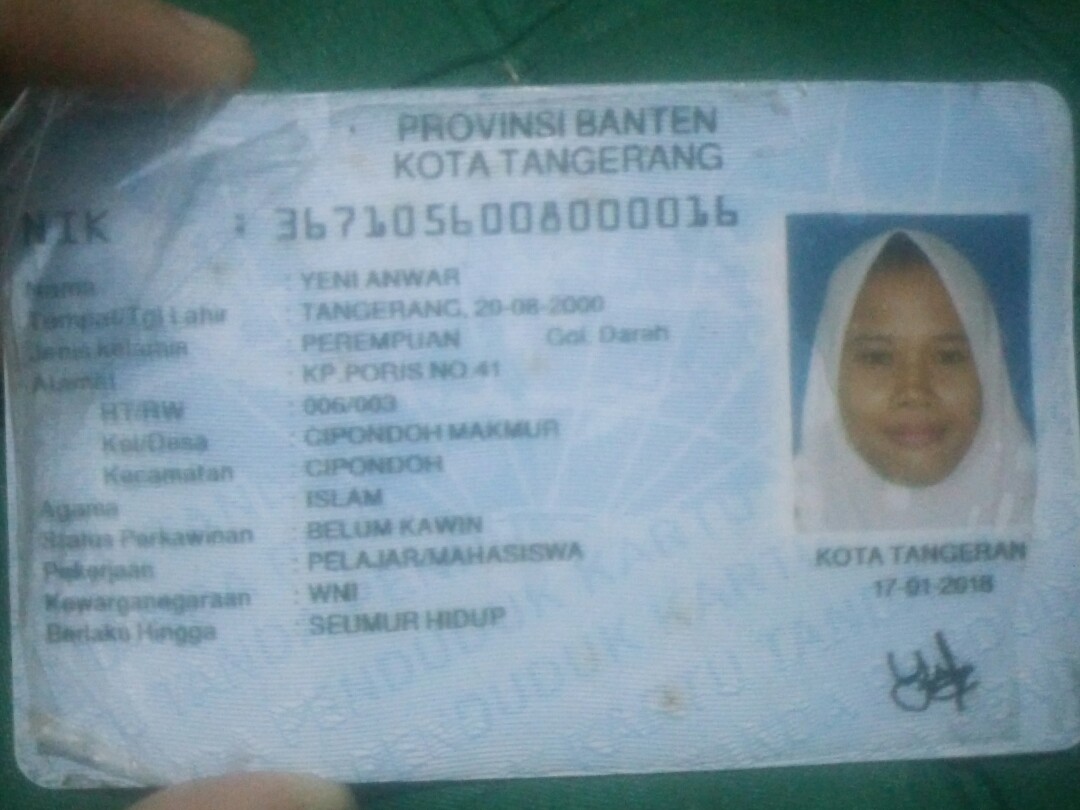 PROVINSI BANTEN
KOTA TANGERANG
NIK : 3671056008000016
Nama : YENI ANWAR
Tempat/Tgl Lahir : TANGERANG, 20-08-2000
Jenis Kelamin : PEREMPUAN Gol. Darah
Alamat : KP.PORIS NO.41
RT/RW : 006/003
Kel/Desa : CIPONDOH MAKMUR
Kecamatan : CIPONDOH
Agama : ISLAM
Status Perkawinan : BELUM KAWIN
Pekerjaan : PELAJAR/MAHASISWA
Kewarganegaraan : WNI
Berlaku Hingga : SEUMUR HIDUP
KOTA TANGERAN
17-01-2018